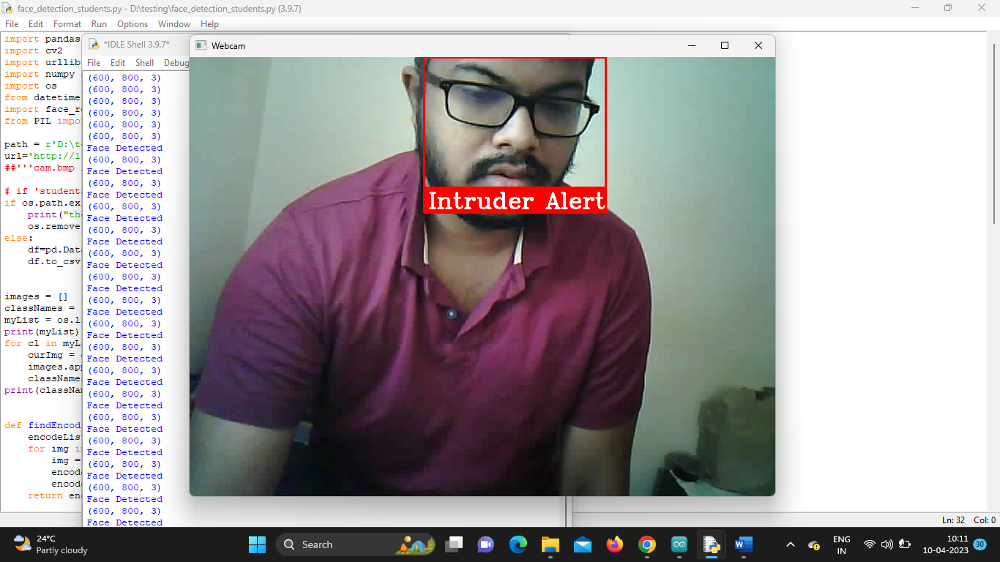 face_detection_students.py - D:\testing\face_detection_students.py (3.9.7)
File Edit Format Run Options Window Help
import pandas
import cv2
import urllib
import numpy
import os
from datetime
import face_re
from PIL impo
path = r'D:\te
url='http://1
##'''cam.bmp
# if 'student
if os.path.ex
print("the
os.remove
else:
df=pd.Data
df.to_csv
images = []
classNames =
myList = os.l
print(myList)
for cl in myL
curImg =
images.app
className
print(classNam
def findEncod
encodeLis
for img in
img =
encode
encode
return en
*IDLE Shell 3.9.7*
File Edit Shell Debug
(600, 800, 3)
(600, 800, 3)
(600, 800, 3)
(600, 800, 3)
(600, 800, 3)
(600, 800, 3)
Face Detected
(600, 800, 3)
Face Detected
(600, 800, 3)
Face Detected
(600, 800, 3)
Face Detected
(600, 800, 3)
Face Detected
(600, 800, 3)
Face Detected
(600, 800, 3)
Face Detected
(600, 800, 3)
Face Detected
(600, 800, 3)
Face Detected
(600, 800, 3)
Face Detected
(600, 800, 3)
Face Detected
(600, 800, 3)
Face Detected
(600, 800, 3)
Face Detected
(600, 800, 3)
Face Detected
(600, 800, 3)
Face Detected
(600, 800, 3)
Face Detected
(600, 800, 3)
Face Detected
Webcam
Intruder Alert
Ln: 32 Col: 0
24°C
Partly cloudy
Search
ENG
IN
10:11
10-04-2023
30